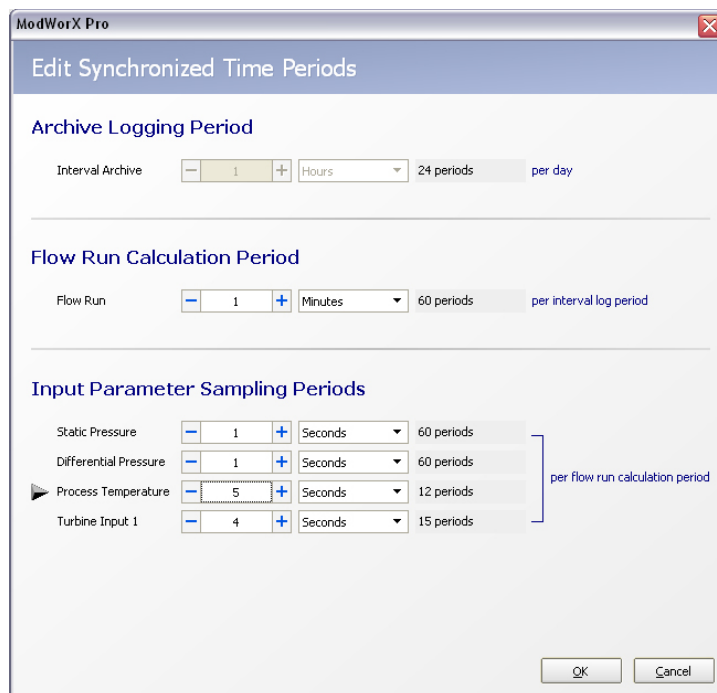 ModWorX Pro
Edit Synchronized Time Periods
Archive Logging Period
Interval Archive − 1 + Hours 24 periods per day
Flow Run Calculation Period
Flow Run − 1 + Minutes 60 periods per interval log period
Input Parameter Sampling Periods
Static Pressure − 1 + Seconds 60 periods
Differential Pressure − 1 + Seconds 60 periods
per flow run calculation period
Process Temperature − 5 + Seconds 12 periods
Turbine Input 1 − 4 + Seconds 15 periods
OK Cancel